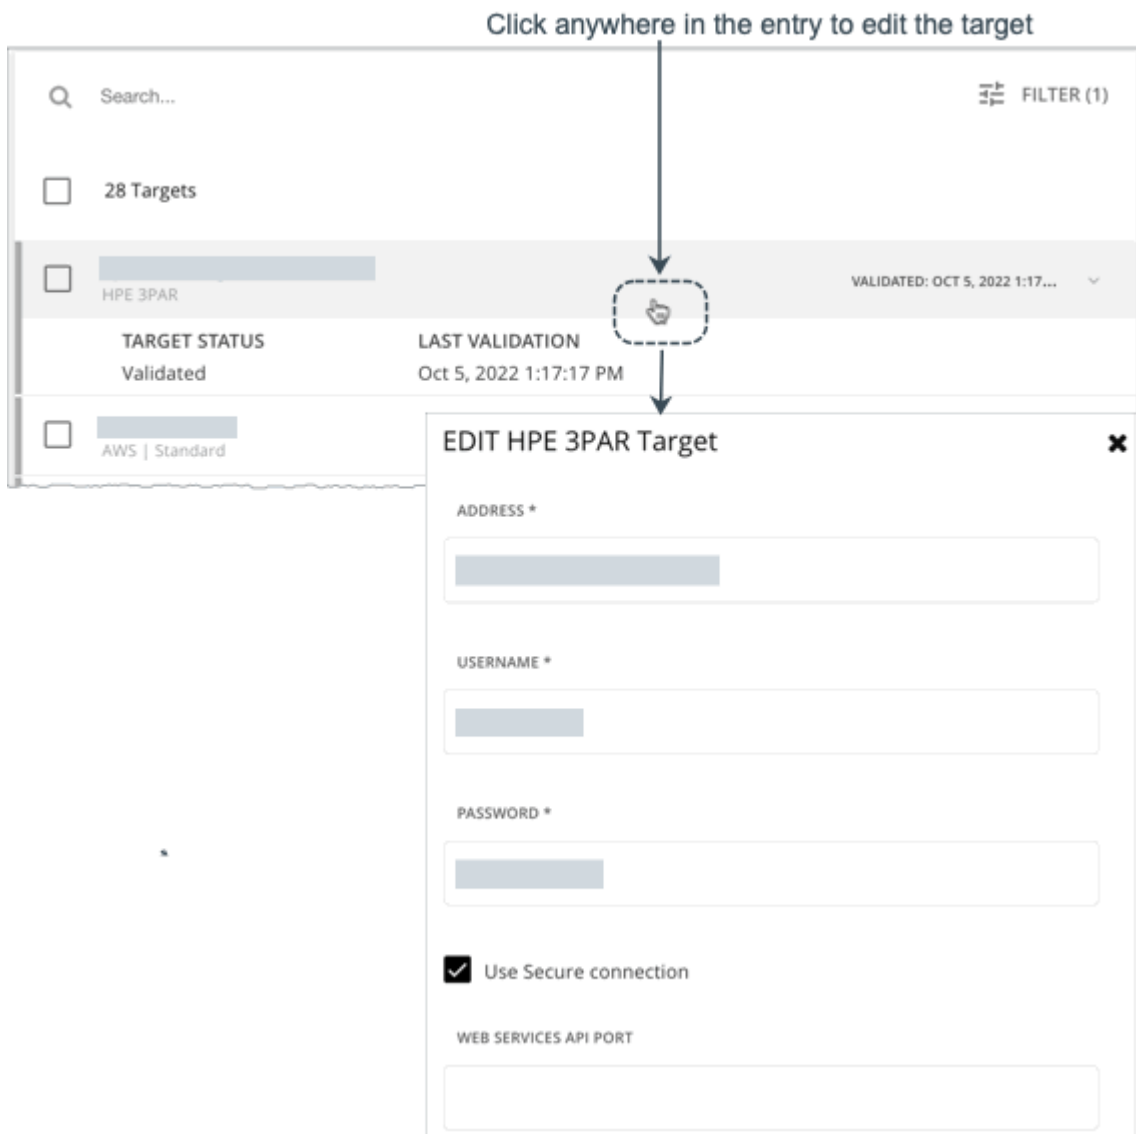 Click anywhere in the entry to edit the target
Search...
FILTER (1)
28 Targets
HPE 3PAR
VALIDATED: OCT 5, 2022 1:17...
TARGET STATUS
LAST VALIDATION
Validated
Oct 5, 2022 1:17:17 PM
AWS | Standard
EDIT HPE 3PAR Target
ADDRESS *
USERNAME *
PASSWORD *
Use Secure connection
WEB SERVICES API PORT